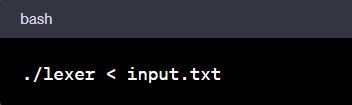 bash
./lexer < input.txt